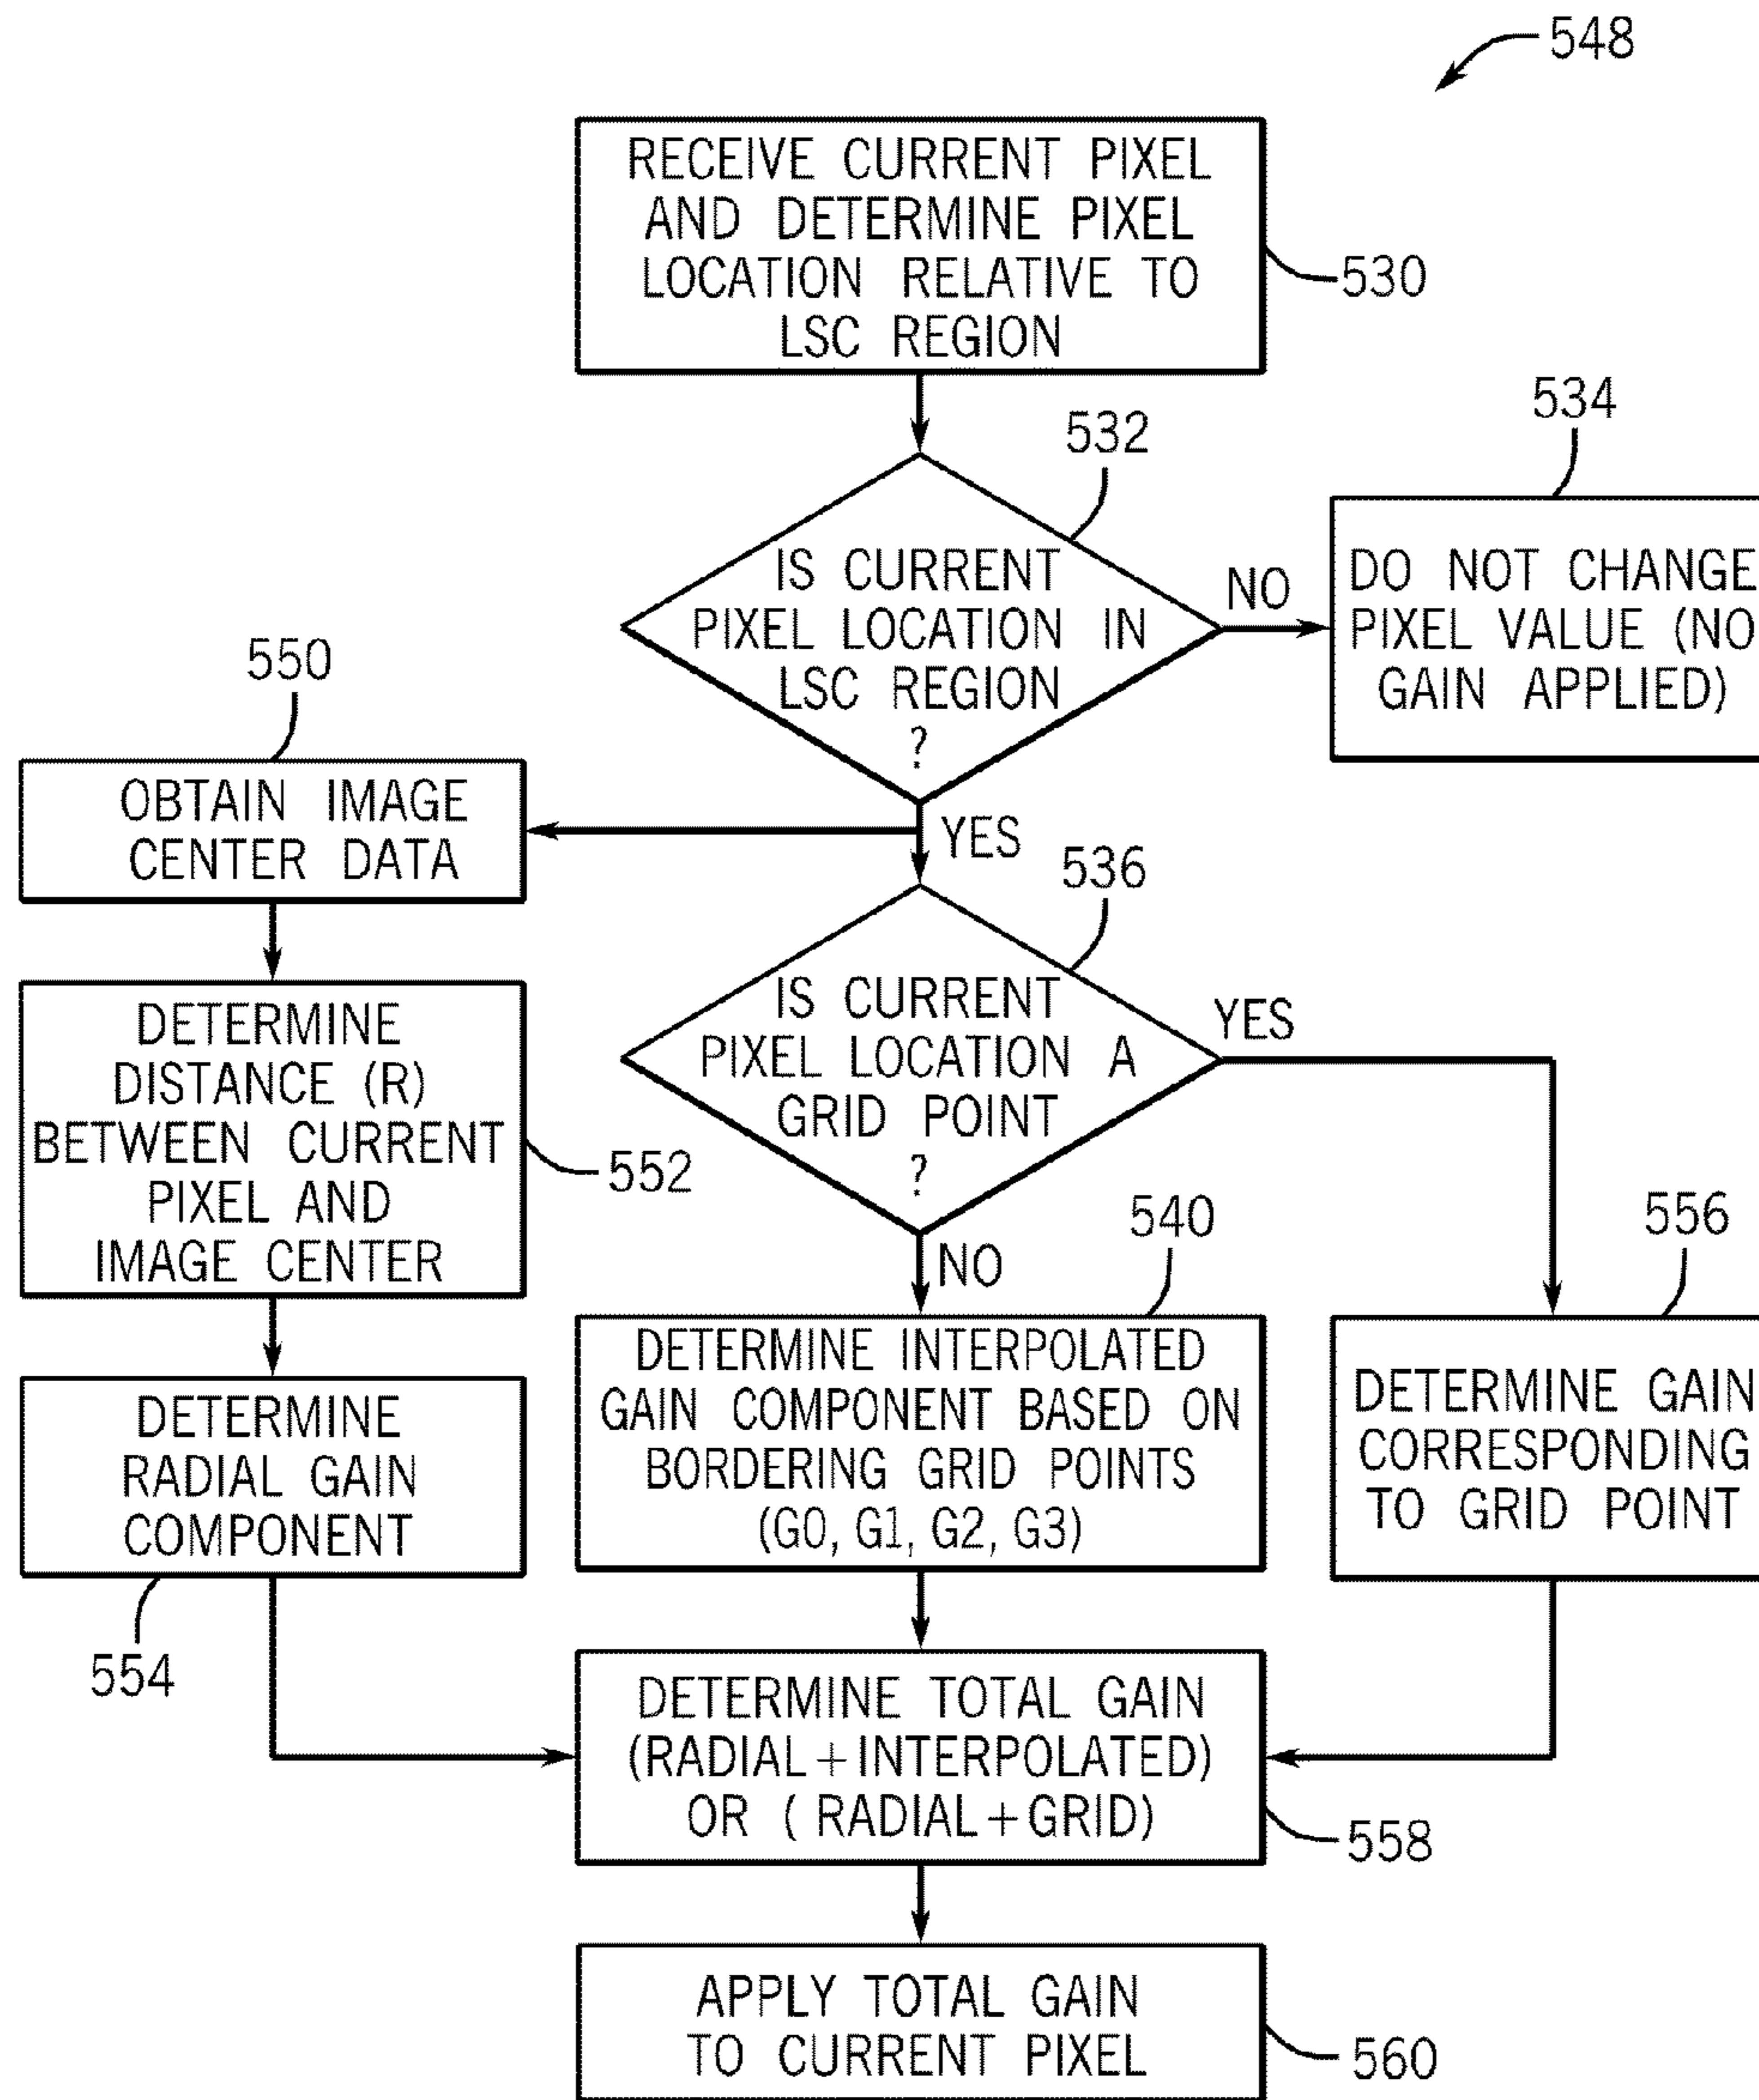 548
RECEIVE CURRENT PIXEL
AND DETERMINE PIXEL
LOCATION RELATIVE TO
LSC REGION
530
532
534
IS CURRENT
PIXEL LOCATION IN
LSC REGION
?
NO
DO NOT CHANGE
PIXEL VALUE (NO
GAIN APPLIED)
550
OBTAIN IMAGE
CENTER DATA
YES
536
DETERMINE
DISTANCE (R)
BETWEEN CURRENT
PIXEL AND
IMAGE CENTER
552
IS CURRENT
PIXEL LOCATION A
GRID POINT
?
YES
NO
540
556
DETERMINE
RADIAL GAIN
COMPONENT
554
DETERMINE INTERPOLATED
GAIN COMPONENT BASED ON
BORDERING GRID POINTS
(G0, G1, G2, G3)
DETERMINE GAIN
CORRESPONDING
TO GRID POINT
DETERMINE TOTAL GAIN
(RADIAL+INTERPOLATED)
OR ( RADIAL+GRID)
558
APPLY TOTAL GAIN
TO CURRENT PIXEL
560